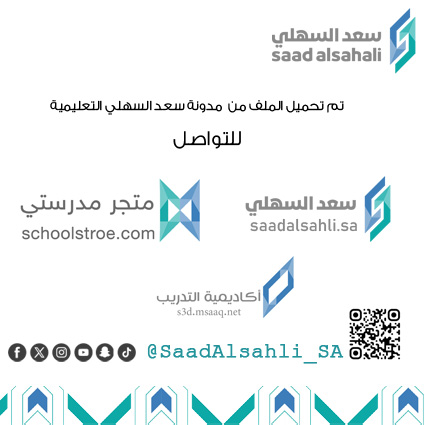 سعد السهلي
saad alsahali
تم تحميل الملف من مدونة سعد السهلي التعليمية
للتواصل
سعد السهلي
saadalsahli.sa
متجر مدرستي
schoolstroe.com
أكاديمية التدريب
s3d.msaaq.net
@SaadAlsahli_SA